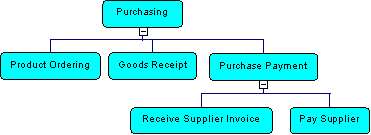 Purchasing
Product Ordering
Goods Receipt
Purchase Payment
Receive Supplier Invoice
Pay Supplier